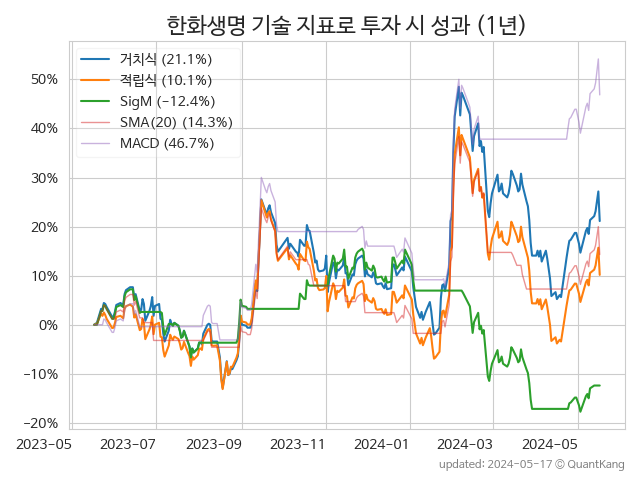 한화생명 기술 지표로 투자 시 성과 (1년)
거치식 (21.1%)
적립식 (10.1%)
SigM (−12.4%)
SMA(20) (14.3%)
MACD (46.7%)
50%
40%
30%
20%
10%
0%
−10%
−20%
2023-05 2023-07 2023-09 2023-11 2024-01 2024-03 2024-05
updated: 2024-05-17 © QuantKang